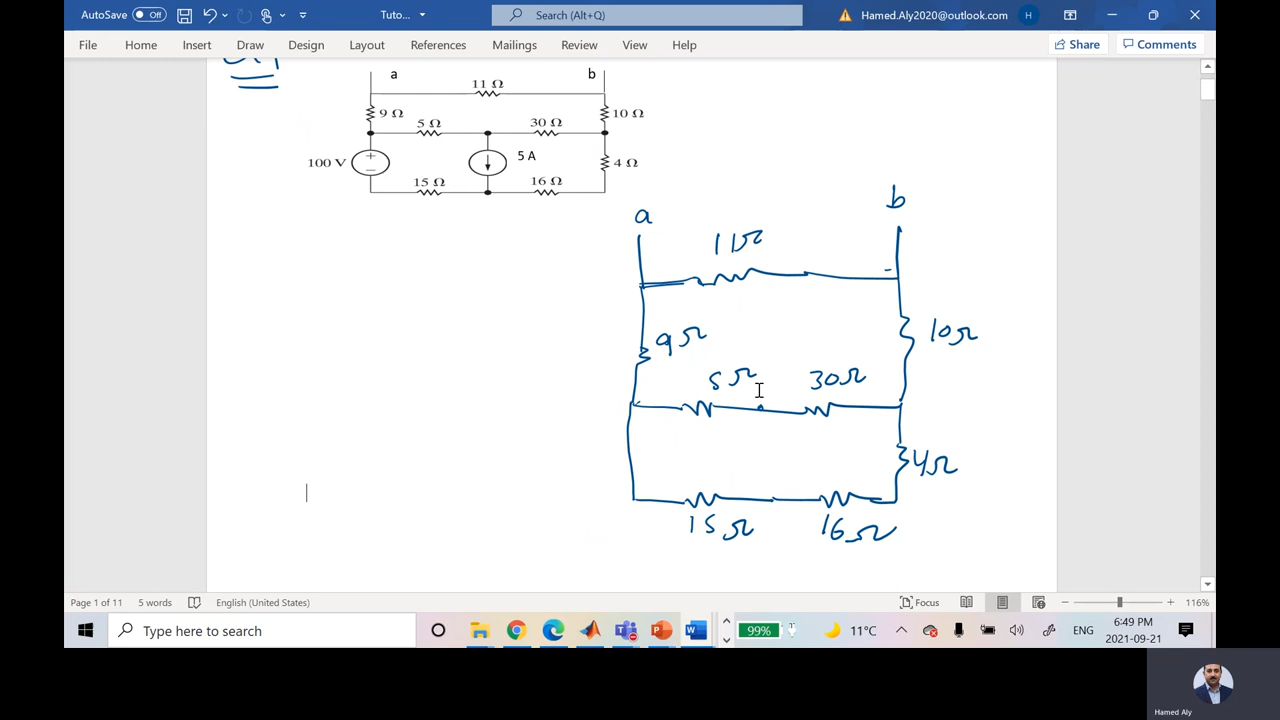 AutoSave Off Tuto... Search (Alt+Q) Hamed.Aly2020@outlook.com H
File Home Insert Draw Design Layout References Mailings Review View Help Share Comments
a b
11 Ω
9 Ω 5 Ω 30 Ω 10 Ω
100 V + − 5 A 4 Ω
15 Ω 16 Ω
a b
11Ω
9Ω 10Ω
5Ω 30Ω
4Ω
15Ω 16Ω
Page 1 of 11 5 words English (United States) Focus 116%
Type here to search 99% 11°C ENG 6:49 PM
2021-09-21
Hamed Aly